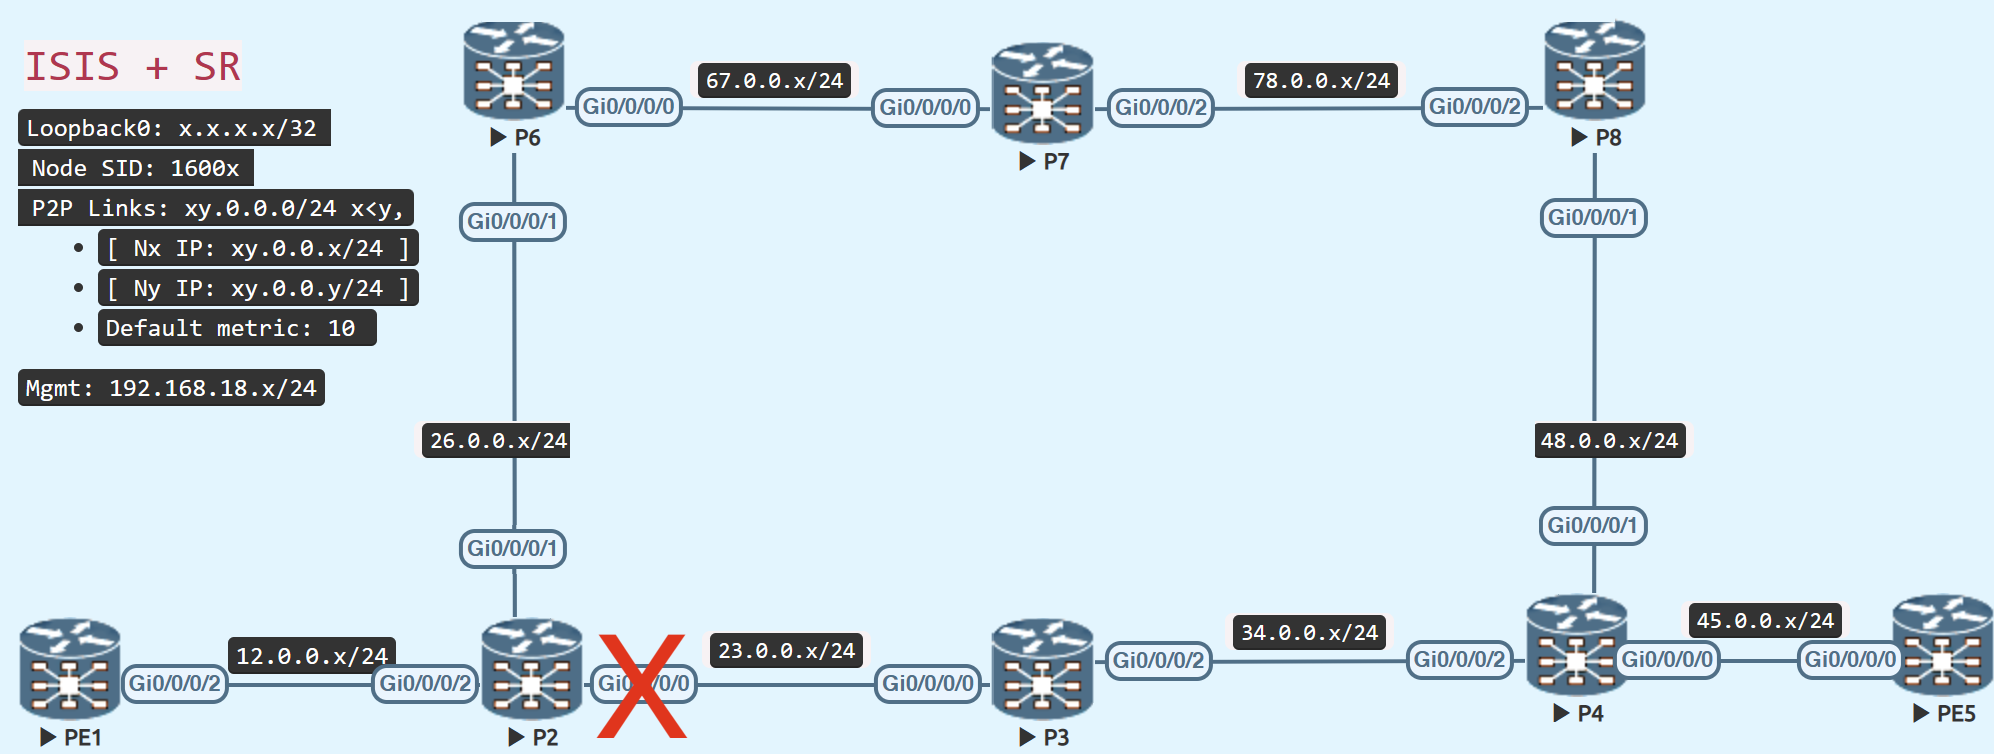 ISIS + SR
Loopback0: x.x.x.x/32
Node SID: 1600x
P2P Links: xy.0.0.0/24 x<y,
[ Nx IP: xy.0.0.x/24 ]
[ Ny IP: xy.0.0.y/24 ]
Default metric: 10
Mgmt: 192.168.18.x/24
Gi0/0/0/0
67.0.0.x/24
Gi0/0/0/0
Gi0/0/0/2
78.0.0.x/24
Gi0/0/0/2
P6
P7
P8
Gi0/0/0/1
Gi0/0/0/1
26.0.0.x/24
48.0.0.x/24
Gi0/0/0/1
Gi0/0/0/1
12.0.0.x/24
23.0.0.x/24
34.0.0.x/24
45.0.0.x/24
Gi0/0/0/2
Gi0/0/0/2
Gi0/0/0/0
Gi0/0/0/0
Gi0/0/0/2
Gi0/0/0/2
Gi0/0/0/0
Gi0/0/0/0
PE1
P2
P3
P4
PE5